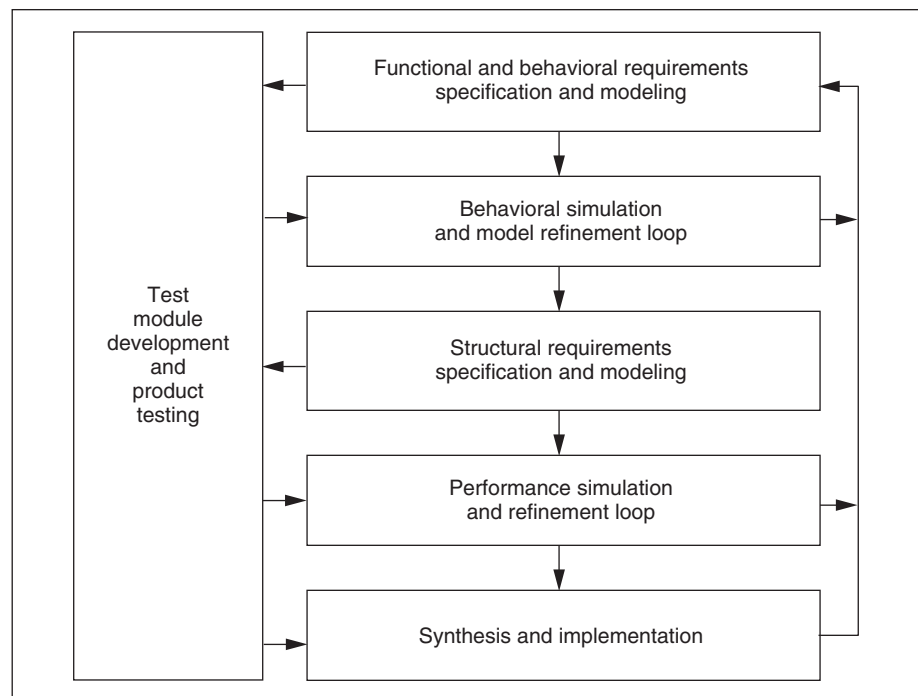 Test
module
development
and
product
testing
Functional and behavioral requirements
specification and modeling
Behavioral simulation
and model refinement loop
Structural requirements
specification and modeling
Performance simulation
and refinement loop
Synthesis and implementation